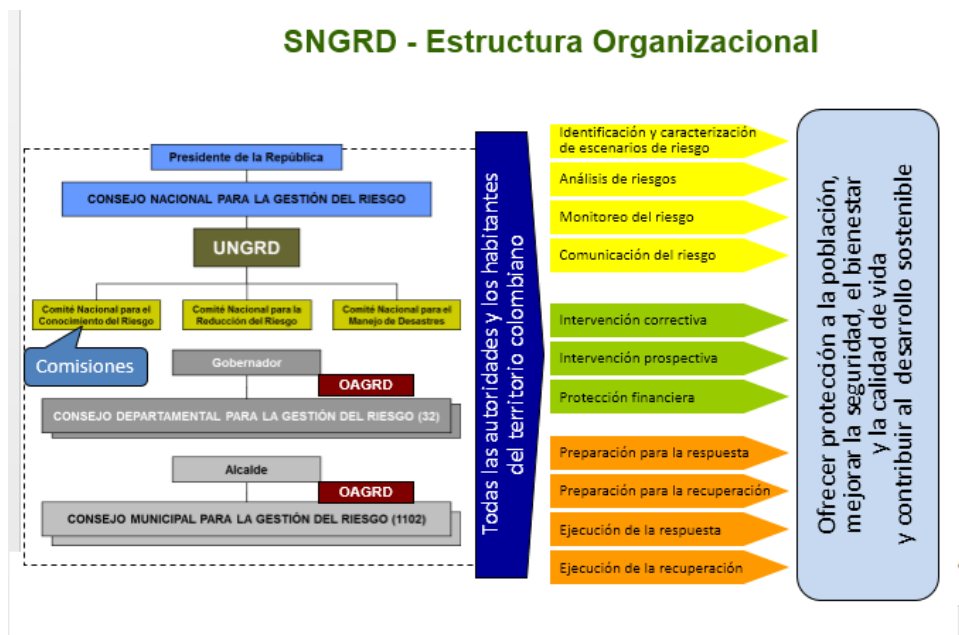 SNGRD - Estructura Organizacional
Presidente de la República
CONSEJO NACIONAL PARA LA GESTIÓN DEL RIESGO
UNGRD
Comité Nacional para el
Conocimiento del Riesgo
Comité Nacional para la
Reducción del Riesgo
Comité Nacional para el
Manejo de Desastres
Comisiones
Gobernador
OAGRD
CONSEJO DEPARTAMENTAL PARA LA GESTIÓN DEL RIESGO (32)
Alcalde
OAGRD
CONSEJO MUNICIPAL PARA LA GESTIÓN DEL RIESGO (1102)
Todas las autoridades y los habitantes
del territorio colombiano
Identificación y caracterización
de escenarios de riesgo
Análisis de riesgos
Monitoreo del riesgo
Comunicación del riesgo
Intervención correctiva
Intervención prospectiva
Protección financiera
Preparación para la respuesta
Preparación para la recuperación
Ejecución de la respuesta
Ejecución de la recuperación
Ofrecer protección a la población,
mejorar la seguridad, el bienestar
y la calidad de vida
y contribuir al desarrollo sostenible